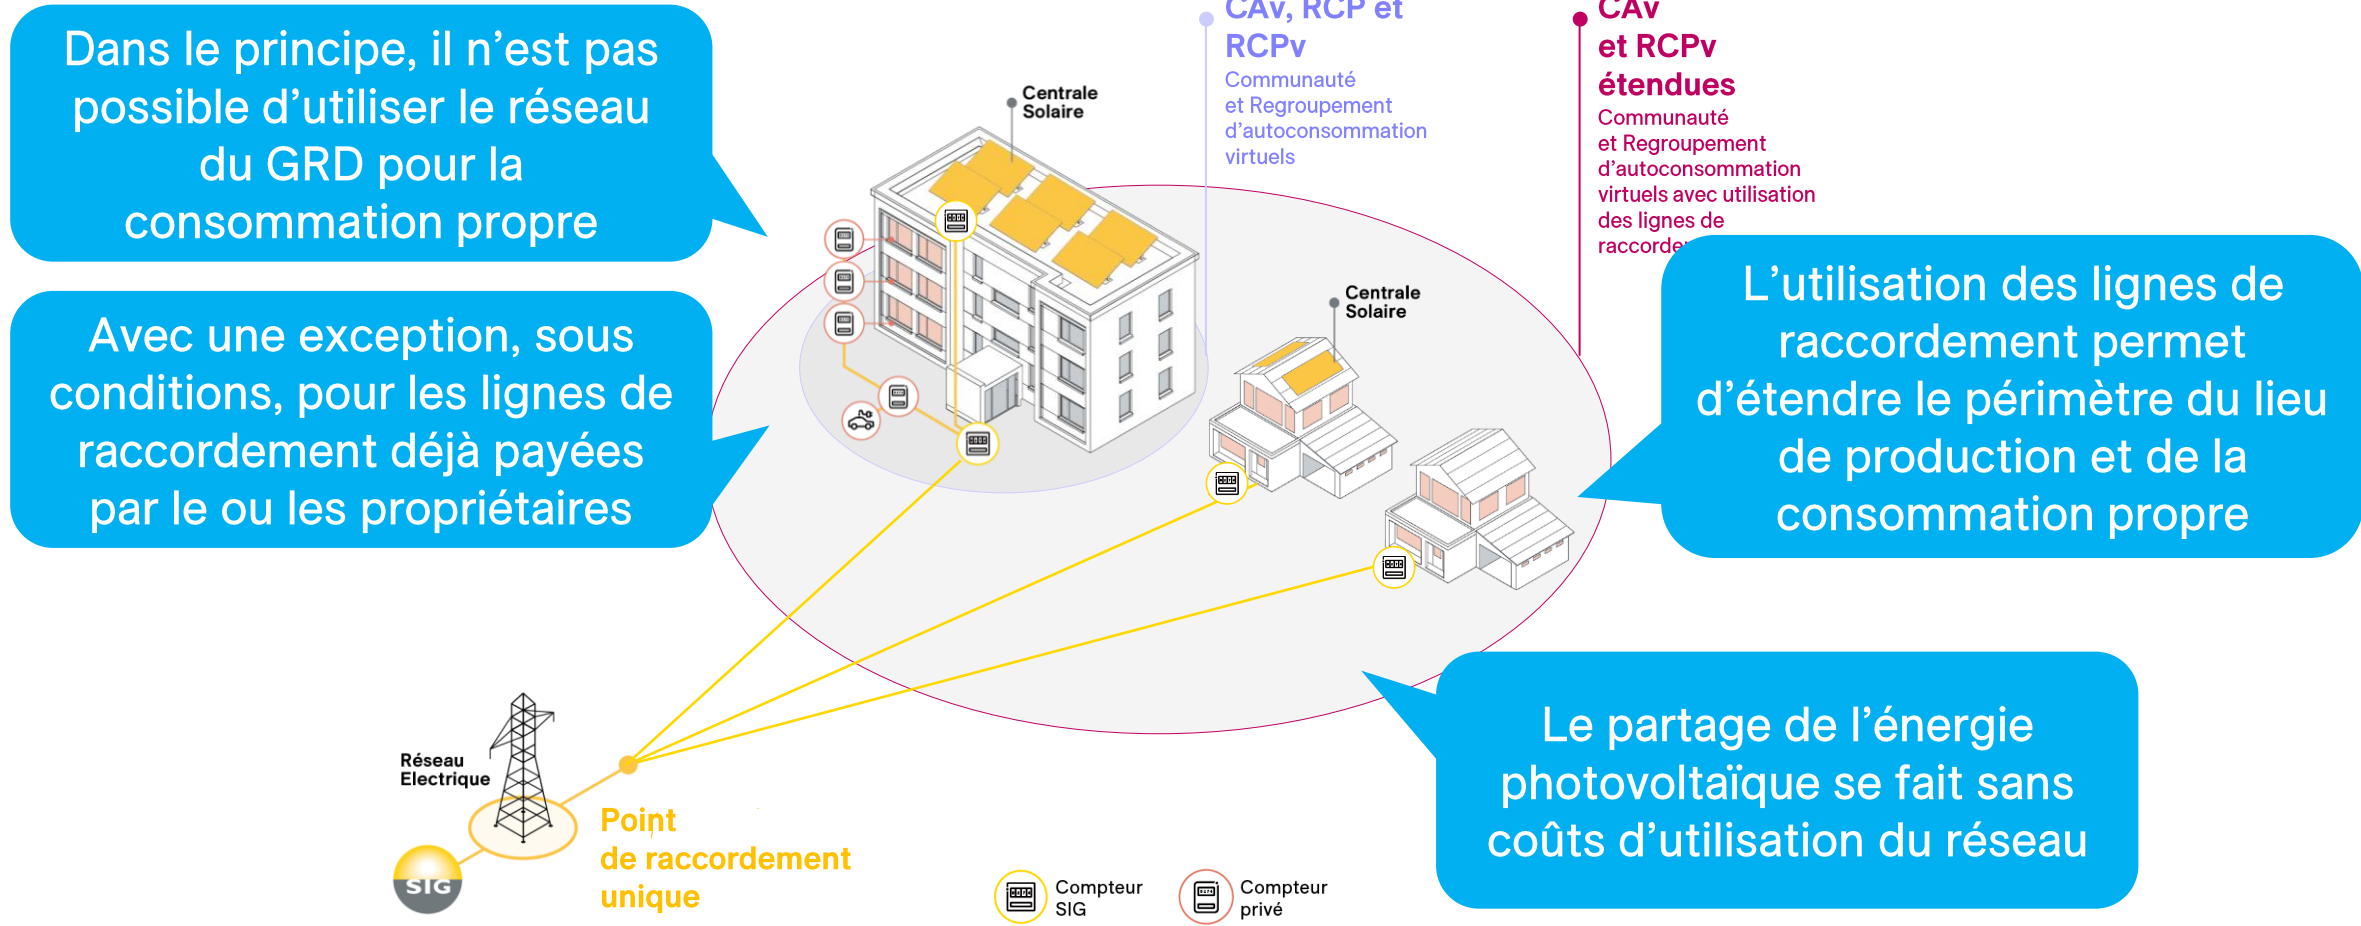 Dans le principe, il n’est pas
possible d’utiliser le réseau
du GRD pour la
consommation propre
Avec une exception, sous
conditions, pour les lignes de
raccordement déjà payées
par le ou les propriétaires
Centrale
Solaire
CAv, RCP et
RCPv
Communauté
et Regroupement
d’autoconsommation
virtuels
CAv
et RCPv
étendues
Communauté
et Regroupement
d’autoconsommation
virtuels avec utilisation
des lignes de
Centrale
Solaire
L’utilisation des lignes de
raccordement permet
d’étendre le périmètre du lieu
de production et de la
consommation propre
Le partage de l’énergie
photovoltaïque se fait sans
coûts d’utilisation du réseau
Réseau
Electrique
SIG
Point
de raccordement
unique
Compteur
SIG
Compteur
privé